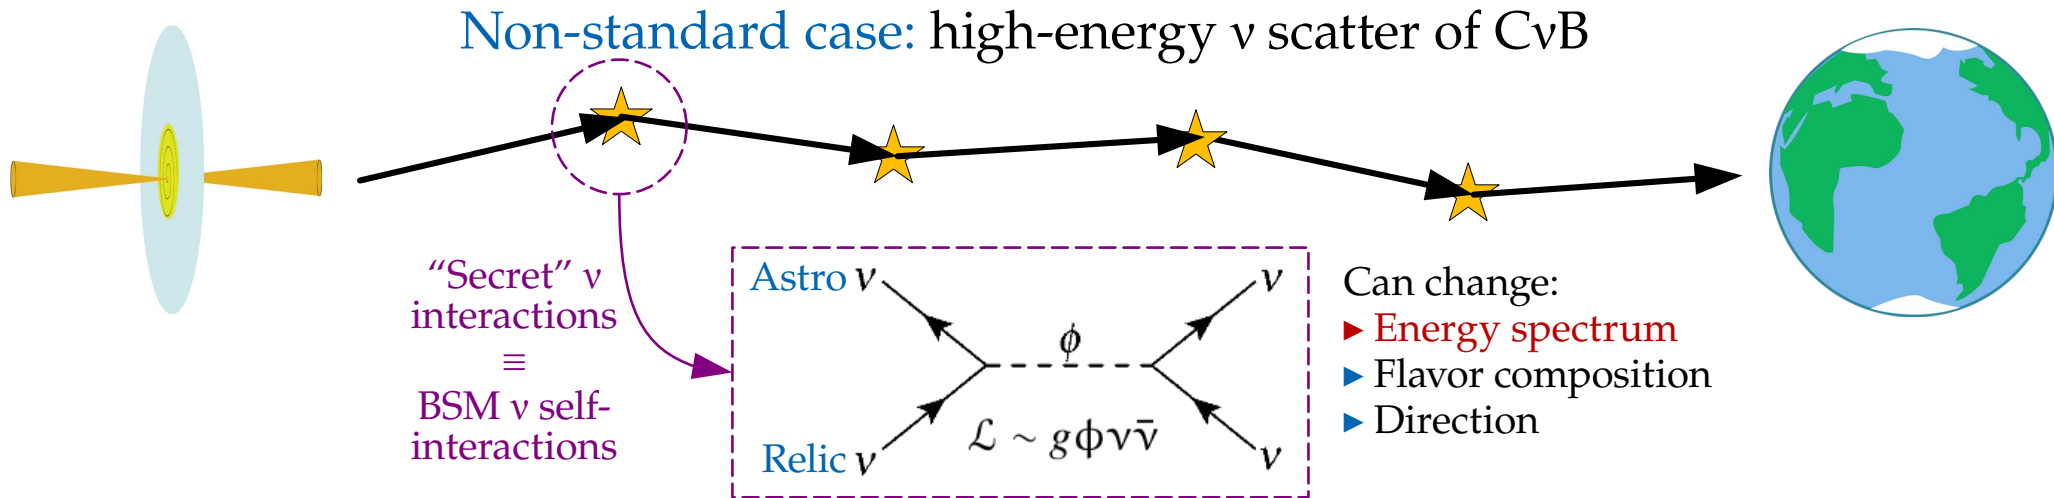 Non-standard case: high-energy ν scatter of CνB
“Secret” ν
interactions
≡
BSM ν self-
interactions
Astro ν
ν
ϕ
ℒ ~ gϕνν̄
Relic ν
ν
Can change:
► Energy spectrum
► Flavor composition
► Direction